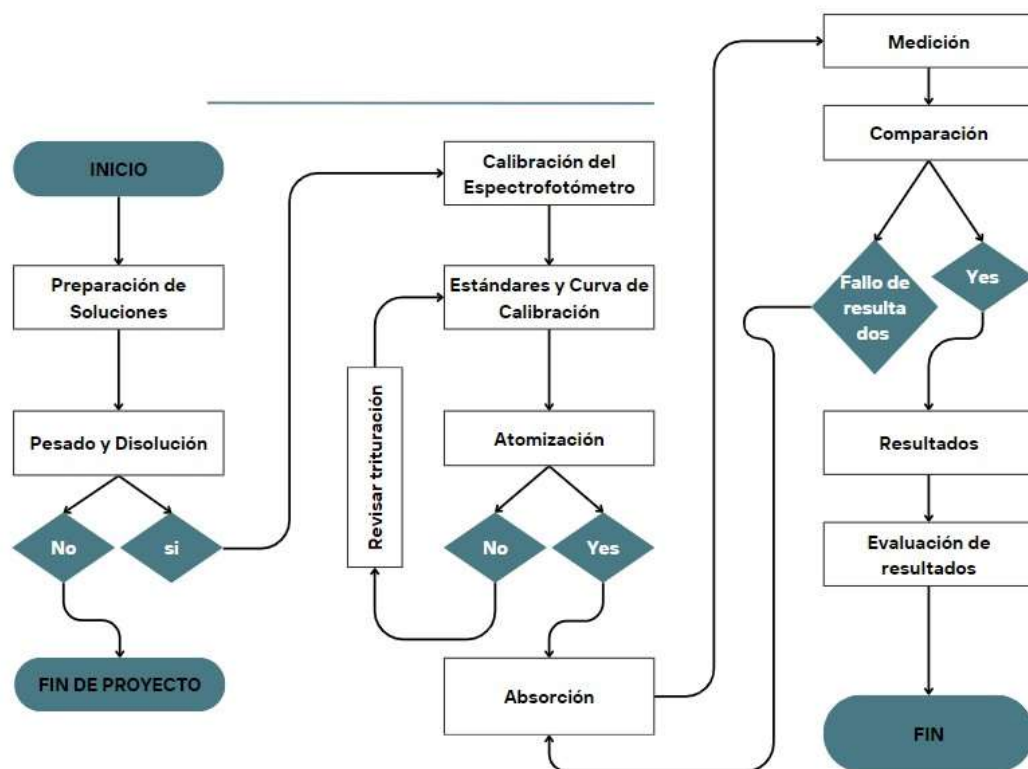 INICIO
Preparación de
Soluciones
Pesado y Disolución
No
si
FIN DE PROYECTO
Calibración del
Espectrofotómetro
Estándares y Curva de
Calibración
Revisar trituración
Atomización
No
Yes
Absorción
Medición
Comparación
Fallo de
resulta
dos
Yes
Resultados
Evaluación de
resultados
FIN